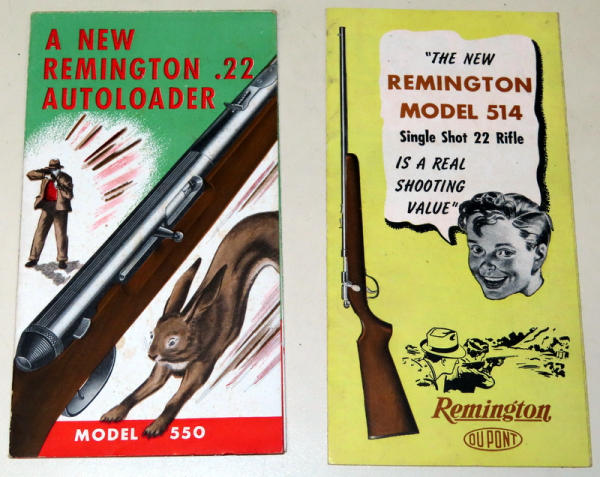 A NEW
REMINGTON .22
AUTOLOADER
MODEL 550
"THE NEW
REMINGTON
MODEL 514
Single Shot 22 Rifle
IS A REAL
SHOOTING
VALUE"
Remington
DU PONT